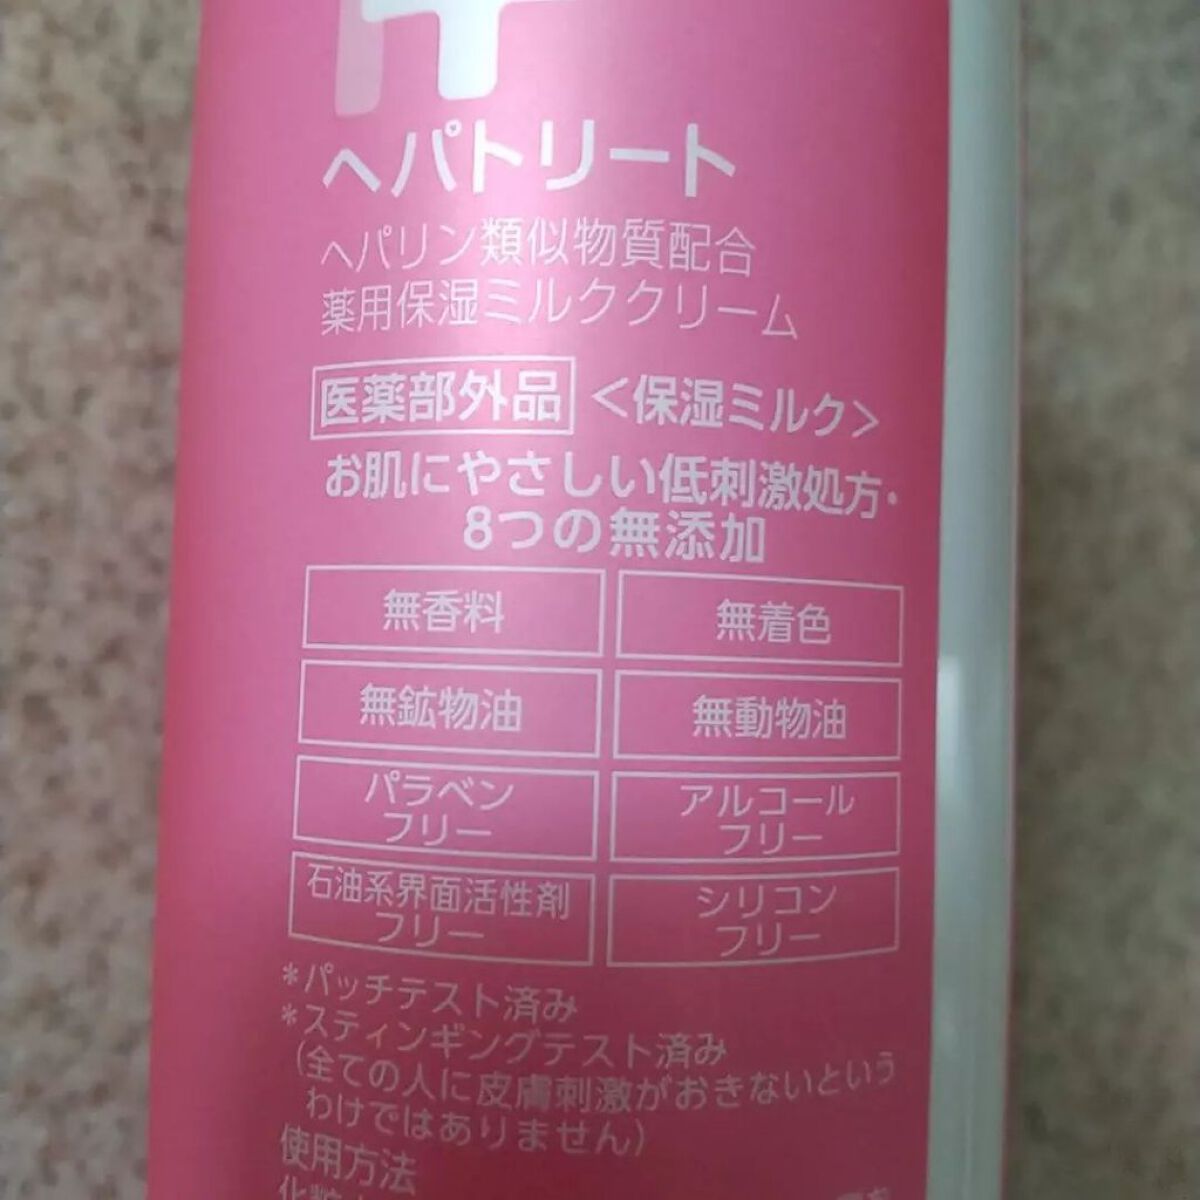 ヘパトリート
ヘパリン類似物質配合
薬用保湿ミルククリーム
医薬部外品 <保湿ミルク>
お肌にやさしい低刺激処方・
8つの無添加
無香料 無着色
無鉱物油 無動物油
パラベン
フリー
アルコール
フリー
石油系界面活性剤
フリー
シリコン
フリー
*パッチテスト済み
*スティンギングテスト済み
(全ての人に皮膚刺激がおきないという
わけではありません)
使用方法